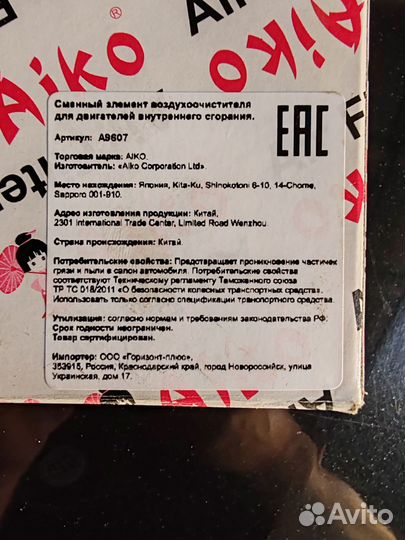 Aiko ®
Aiko
Сменный элемент воздухоочистителя
для двигателей внутреннего сгорания.
EAC
Артикул: A9607
Торговая марка: AIKO.
Изготовитель: «Aiko Corporation Ltd».
Место нахождения: Япония, Kita-Ku, Shinokotoni 8-10, 14-Chome,
Sapporo 001-910.
Адрес изготовления продукции: Китай,
2301 International Trade Center, Limited Road Wenzhou.
Страна происхождения: Китай.
Потребительские свойства: Предотвращает проникновение частичек
грязи и пыли в салон автомобиля. Потребительские свойства
соответствуют Техническому регламенту Таможенного союза
ТР ТС 018/2011 «О безопасности колесных транспортных средств».
Использовать только согласно спецификации транспортного средства.
Утилизация: согласно нормам и требованиям законодательства РФ.
Срок годности неограничен.
Товар сертифицирован.
Импортер: ООО «Горизонт-плюс»,
353915, Россия, Краснодарский край, город Новороссийск, улица
Украинская, дом 17.
Avito